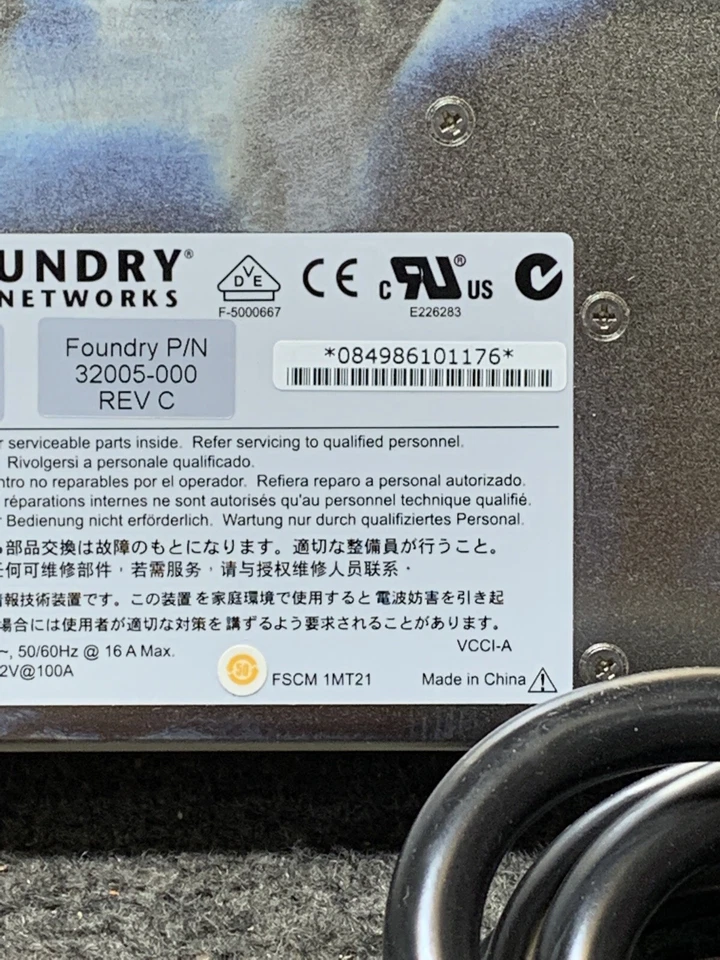 UNDRY®
NETWORKS
DVE
F-5000667
CE
c RU® US
E226283
Foundry P/N
32005-000
REV C
*084986101176*
serviceable parts inside. Refer servicing to qualified personnel.
Rivolgersi a personale qualificado.
ntro no reparables por el operador. Refiera reparo a personal autorizado.
réparations internes ne sont autorisés qu'au personnel technique qualifié.
Bedienung nicht erförderlich. Wartung nur durch qualifiziertes Personal.
部品交換は故障のもとになります。適切な整備員が行うこと。
何可维修部件，若需服务，请与授权维修人员联系・
報技術装置です。この装置を家庭環境で使用すると電波妨害を引き起
場合には使用者が適切な対策を講ずるよう要求されることがあります。
~, 50/60Hz @ 16 A Max.
VCCI-A
2V@100A
50
FSCM 1MT21
Made in China